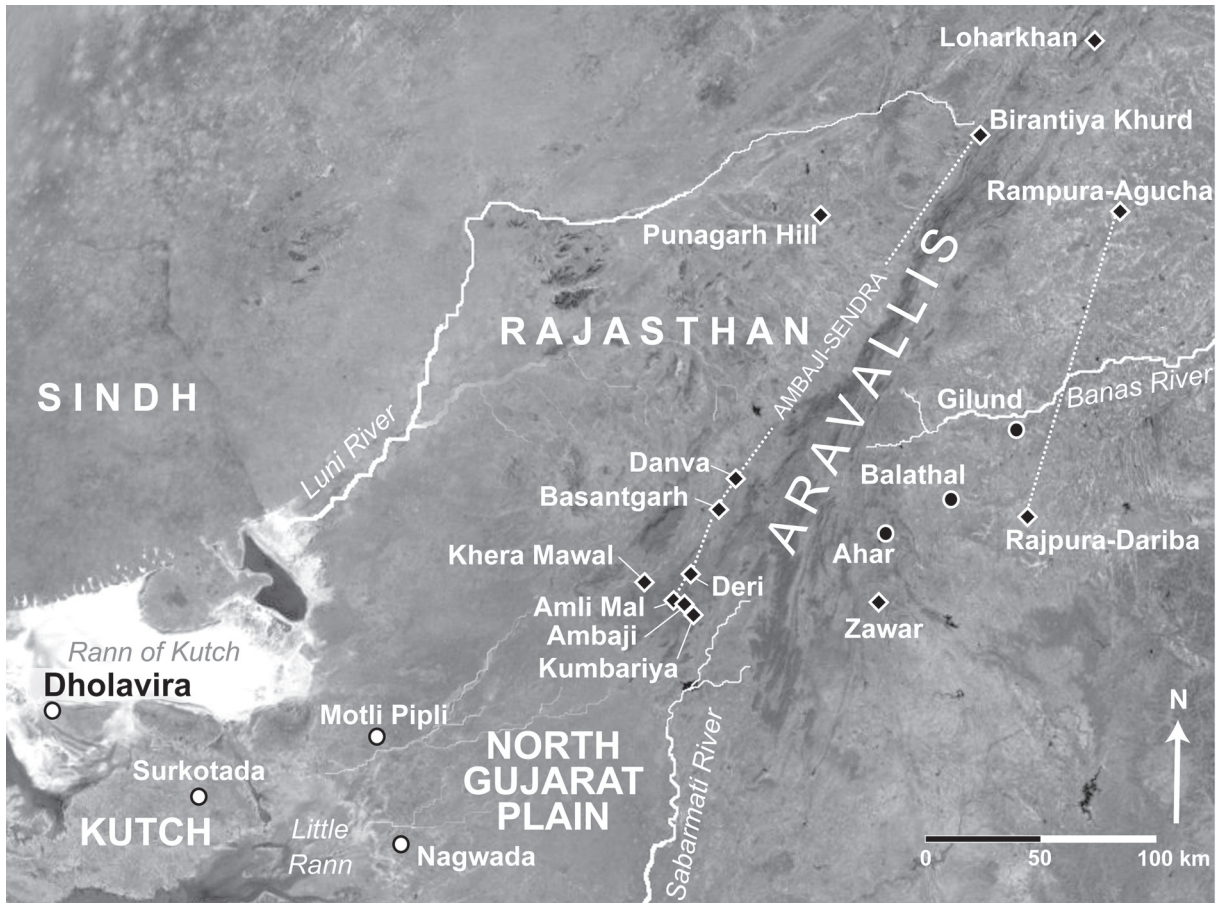 Loharkhan
Birantiya Khurd
Rampura-Agucha
Punagarh Hill
RAJASTHAN
AMBAJI-SENDRA
ARAVALLIS
SINDH
Luni River
Banas River
Gilund
Danva
Balathal
Basantgarh
Rajpura-Dariba
Khera Mawal
Ahar
Deri
Amli Mal
Zawar
Ambaji
Rann of Kutch
Kumbariya
Dholavira
N
Motli Pipli
NORTH
GUJARAT
PLAIN
Surkotada
Sabarmati River
KUTCH
Little
Rann
Nagwada
0 50 100 km